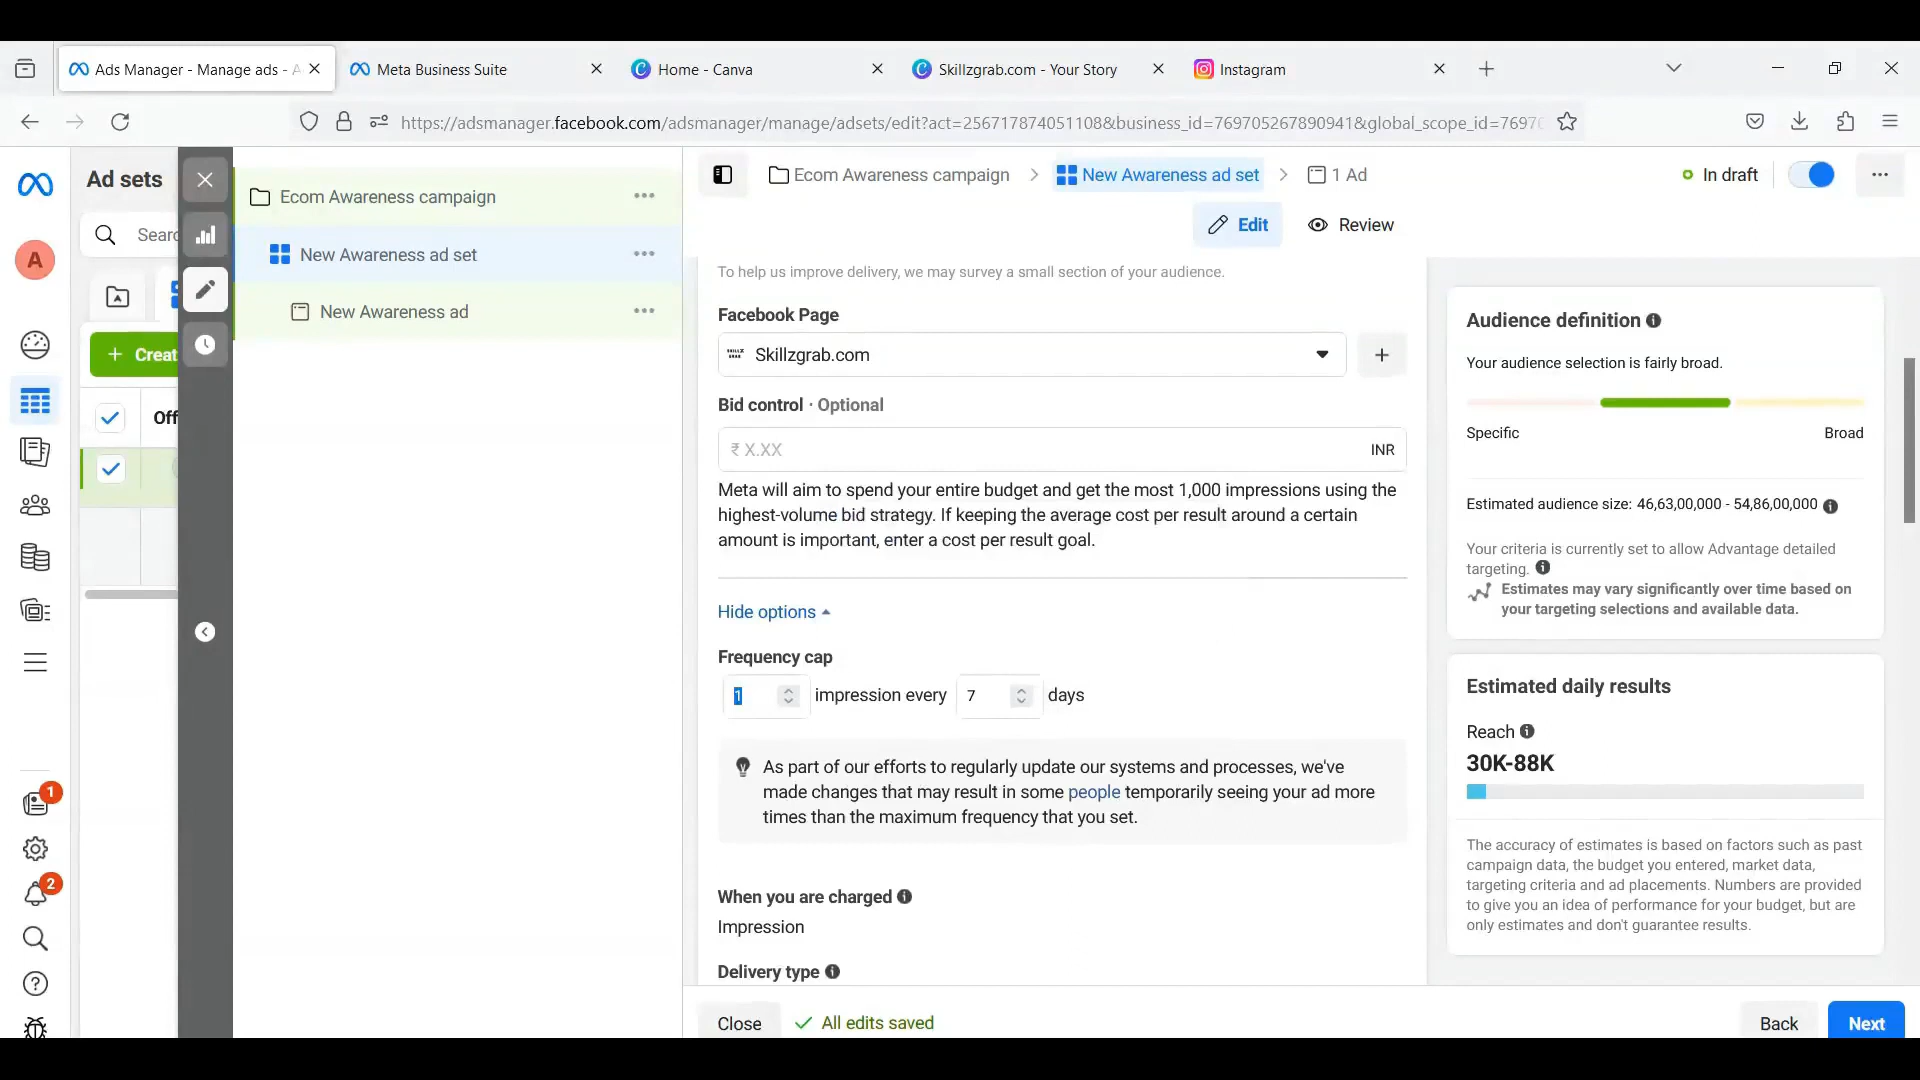 Ads Manager - Manage ads - A
Meta Business Suite
Home - Canva
Skillzgrab.com - Your Story
Instagram
https://adsmanager.facebook.com/adsmanager/manage/adsets/edit?act=256717874051108&business_id=769705267890941&global_scope_id=7697
Ad sets
Ecom Awareness campaign
New Awareness ad set
1 Ad
In draft
Edit
Review
Sear
A
Creat
Off
1
2
Ecom Awareness campaign
New Awareness ad set
New Awareness ad
To help us improve delivery, we may survey a small section of your audience.
Facebook Page
Skillzgrab.com
Bid control · Optional
₹ X.XX
INR
Meta will aim to spend your entire budget and get the most 1,000 impressions using the
highest-volume bid strategy. If keeping the average cost per result around a certain
amount is important, enter a cost per result goal.
Hide options
Frequency cap
1 impression every 7 days
As part of our efforts to regularly update our systems and processes, we've
made changes that may result in some people temporarily seeing your ad more
times than the maximum frequency that you set.
When you are charged
Impression
Delivery type
Close
All edits saved
Back
Next
Audience definition
Your audience selection is fairly broad.
Specific
Broad
Estimated audience size: 46,63,00,000 - 54,86,00,000
Your criteria is currently set to allow Advantage detailed
targeting.
Estimates may vary significantly over time based on
your targeting selections and available data.
Estimated daily results
Reach
30K-88K
The accuracy of estimates is based on factors such as past
campaign data, the budget you entered, market data,
targeting criteria and ad placements. Numbers are provided
to give you an idea of performance for your budget, but are
only estimates and don't guarantee results.